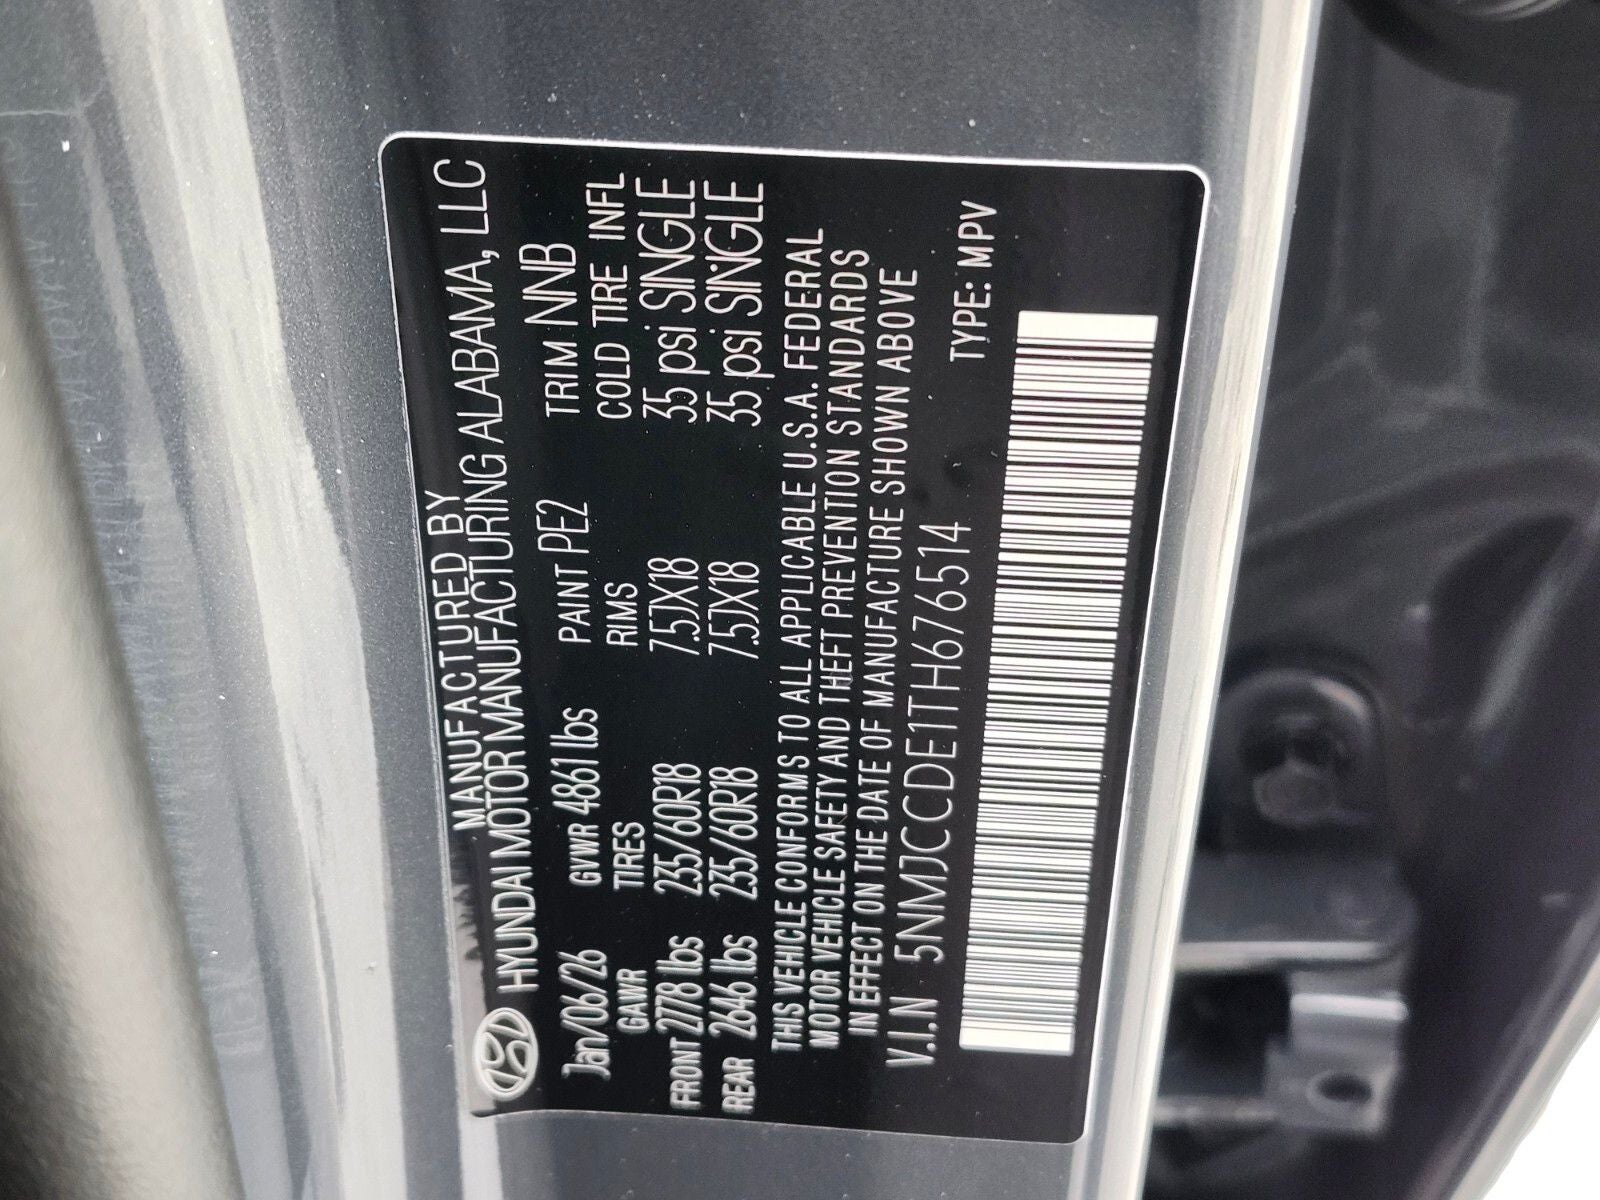 MANUFACTURED BY
HYUNDAI MOTOR MANUFACTURING ALABAMA, LLC
Jan/06/26 GVWR 4861 lbs PAINT PE2 TRIM NNB
GAWR TIRES RIMS COLD TIRE INFL
FRONT 2778 lbs 235/60R18 7.5JX18 35 psi SINGLE
REAR 2646 lbs 235/60R18 7.5JX18 35 psi SINGLE
THIS VEHICLE CONFORMS TO ALL APPLICABLE U.S.A. FEDERAL
MOTOR VEHICLE SAFETY AND THEFT PREVENTION STANDARDS
IN EFFECT ON THE DATE OF MANUFACTURE SHOWN ABOVE
V.I.N 5NMJCCDE1TH676514 TYPE: MPV